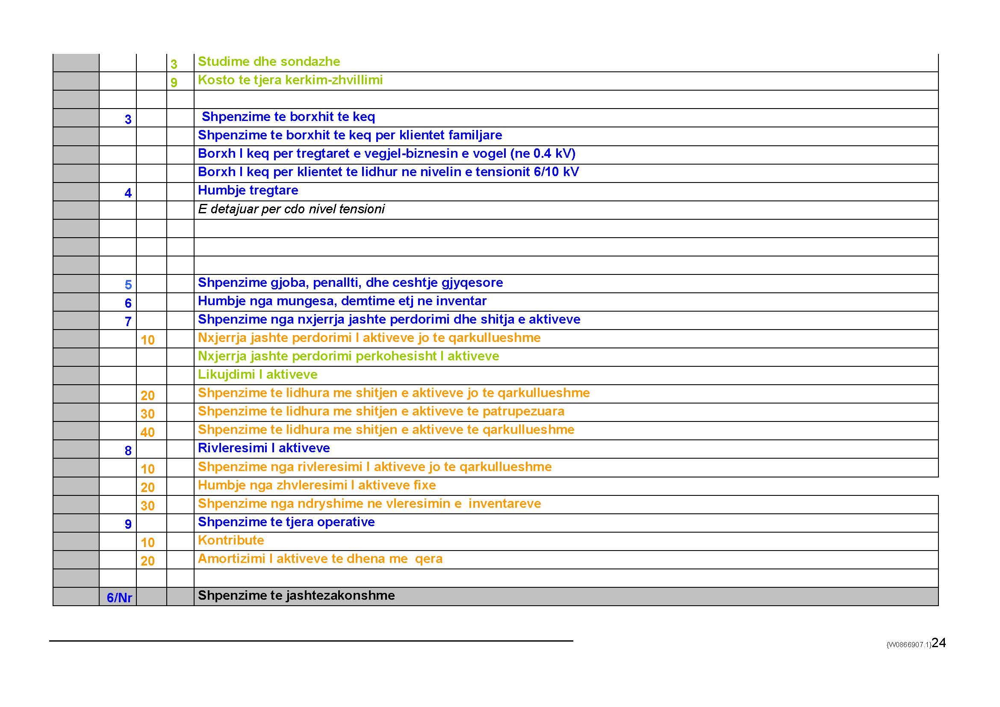 3 Studime dhe sondazhe
9 Kosto te tjera kerkim-zhvillimi
3 Shpenzime te borxhit te keq
Shpenzime te borxhit te keq per klientet familjare
Borxh I keq per tregtaret e vegjel-biznesin e vogel (ne 0.4 kV)
Borxh I keq per klientet te lidhur ne nivelin e tensionit 6/10 kV
4 Humbje tregtare
E detajuar per cdo nivel tensioni
5 Shpenzime gjoba, penallti, dhe ceshtje gjyqesore
6 Humbje nga mungesa, demtime etj ne inventar
7 Shpenzime nga nxjerrja jashte perdorimi dhe shitja e aktiveve
10 Nxjerrja jashte perdorimi I aktiveve jo te qarkullueshme
Nxjerrja jashte perdorimi perkohesisht I aktiveve
Likujdimi I aktiveve
20 Shpenzime te lidhura me shitjen e aktiveve jo te qarkullueshme
30 Shpenzime te lidhura me shitjen e aktiveve te patrupezuara
40 Shpenzime te lidhura me shitjen e aktiveve te qarkullueshme
8 Rivleresimi I aktiveve
10 Shpenzime nga rivleresimi I aktiveve jo te qarkullueshme
20 Humbje nga zhvleresimi I aktiveve fixe
30 Shpenzime nga ndryshime ne vleresimin e inventareve
9 Shpenzime te tjera operative
10 Kontribute
20 Amortizimi I aktiveve te dhena me qera
6/Nr Shpenzime te jashtezakonshme
{W0866907.1}24